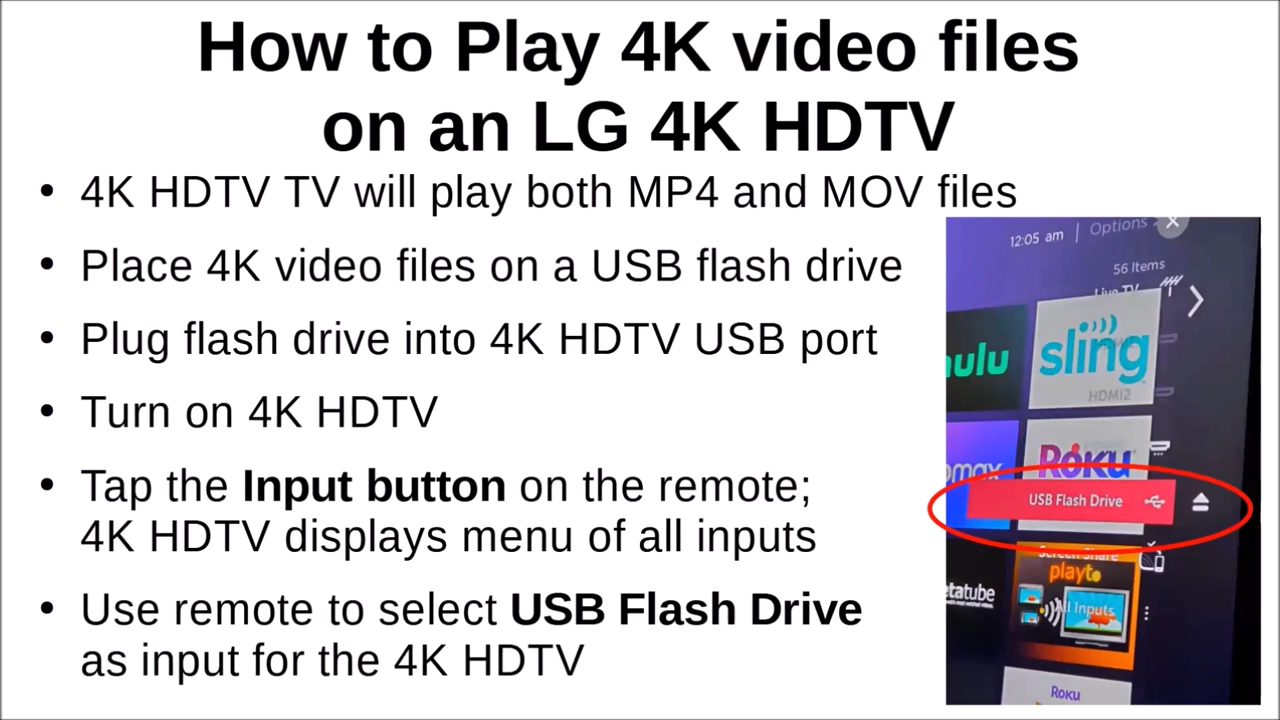 How to Play 4K video files
on an LG 4K HDTV
• 4K HDTV TV will play both MP4 and MOV files
• Place 4K video files on a USB flash drive
• Plug flash drive into 4K HDTV USB port
• Turn on 4K HDTV
• Tap the Input button on the remote;
4K HDTV displays menu of all inputs
• Use remote to select USB Flash Drive
as input for the 4K HDTV
12:05 am | Options
56 Items
Live TV
hulu
sling
HDMI2
Roku
USB Flash Drive
Screen Share
playto
All Inputs
Roku